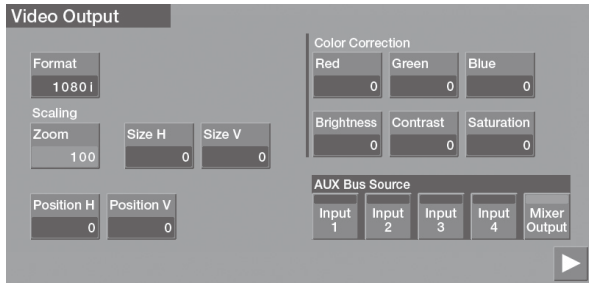 Video Output
Format
1080i
Scaling
Zoom
100
Size H
0
Size V
0
Position H
0
Position V
0
Color Correction
Red
0
Green
0
Blue
0
Brightness
0
Contrast
0
Saturation
0
AUX Bus Source
Input
1
Input
2
Input
3
Input
4
Mixer
Output